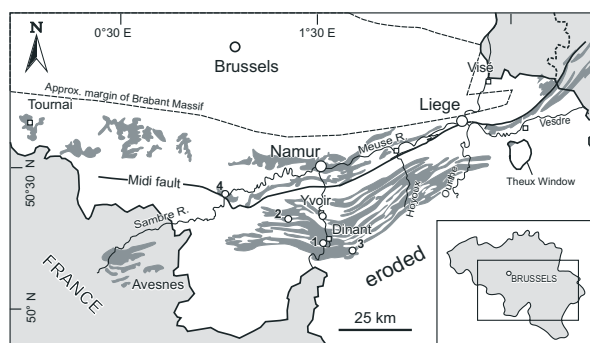 0°30 E
1°30 E
N
Brussels
Visé
Approx. margin of Brabant Massif
Tournai
Liege
Vesdre
Namur
Meuse R.
50°30 N
Midi fault
4
Theux Window
Hoyoux
Ourthe
Yvoir
2
Sambre R.
Dinant
1
3
eroded
Avesnes
FRANCE
BRUSSELS
50° N
25 km